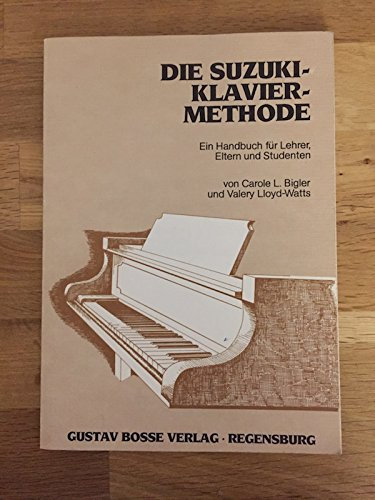 DIE SUZUKI-
KLAVIER-
METHODE
Ein Handbuch für Lehrer,
Eltern und Studenten
von Carole L. Bigler
und Valery Lloyd-Watts
GUSTAV BOSSE VERLAG · REGENSBURG